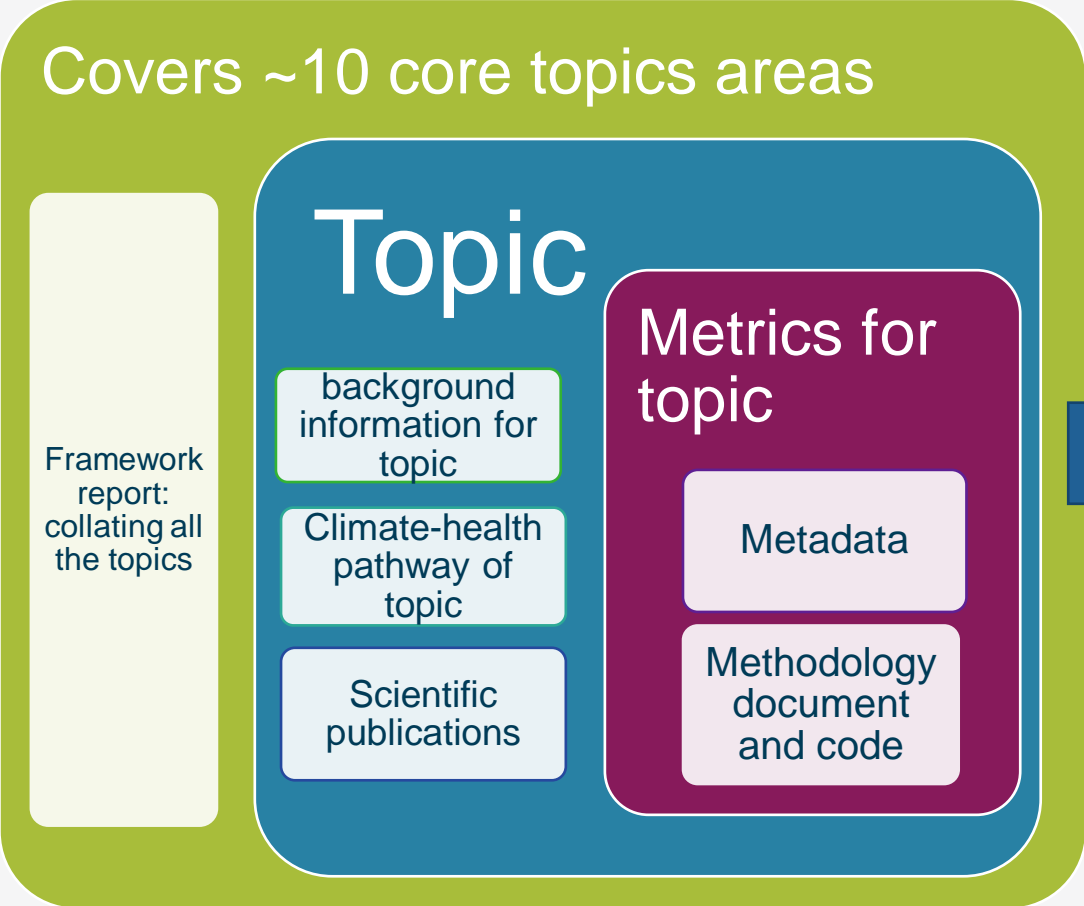 Covers ~10 core topics areas
Framework
report:
collating all
the topics
Topic
background
information for
topic
Climate-health
pathway of
topic
Scientific
publications
Metrics for
topic
Metadata
Methodology
document
and code